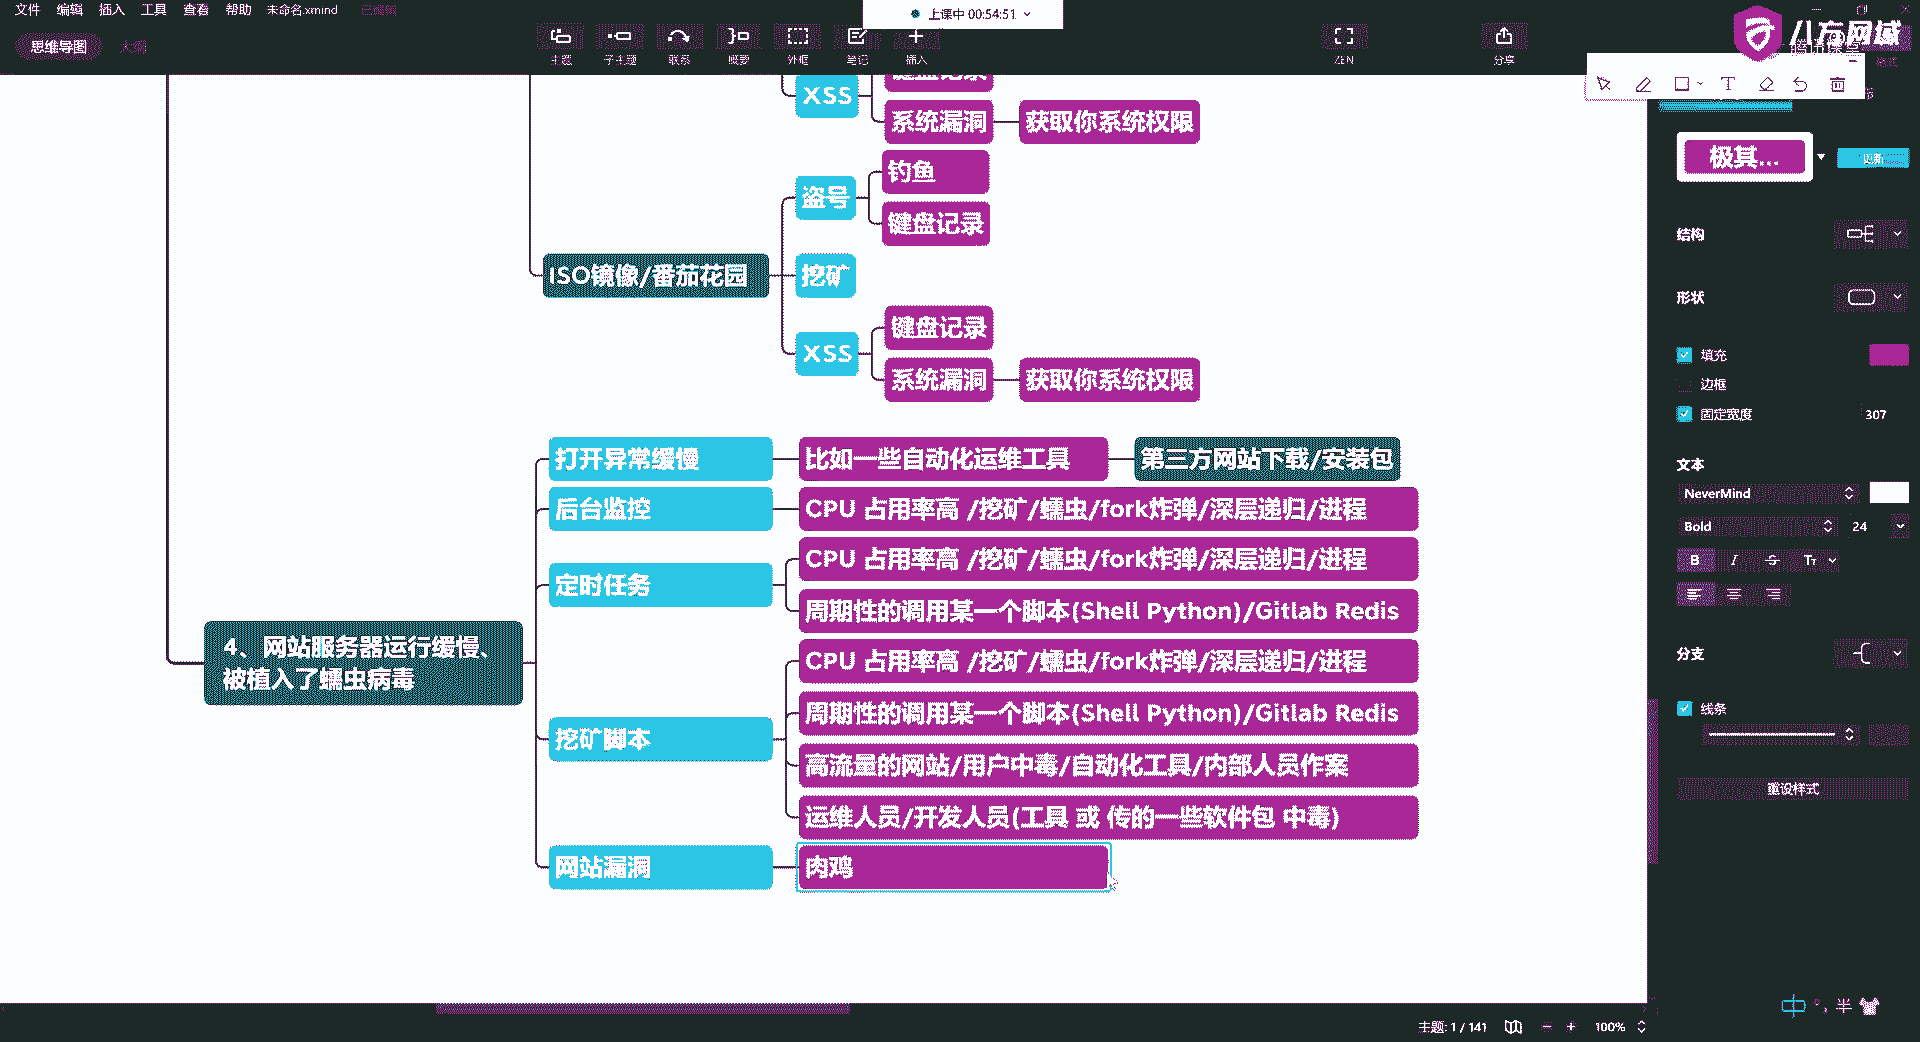 文件 编辑 插入 工具 查看 帮助 未命名.xmind 已编辑
上课中 00:54:51
八方网域
腾讯课堂
思维导图 大纲
主题 子主题 联系 概要 外框 笔记 插入 ZEN 分享 格式
键盘记录
XSS
系统漏洞 获取你系统权限
钓鱼
盗号
键盘记录
ISO镜像/番茄花园 挖矿
键盘记录
XSS
系统漏洞 获取你系统权限
打开异常缓慢 比如一些自动化运维工具 第三方网站下载/安装包
后台监控 CPU 占用率高 /挖矿/蠕虫/fork炸弹/深层递归/进程
CPU 占用率高 /挖矿/蠕虫/fork炸弹/深层递归/进程
定时任务
周期性的调用某一个脚本(Shell Python)/Gitlab Redis
4、网站服务器运行缓慢、
被植入了蠕虫病毒
CPU 占用率高 /挖矿/蠕虫/fork炸弹/深层递归/进程
周期性的调用某一个脚本(Shell Python)/Gitlab Redis
挖矿脚本
高流量的网站/用户中毒/自动化工具/内部人员作案
运维人员/开发人员(工具 或 传的一些软件包 中毒)
网站漏洞 肉鸡
极其... 更新
结构
形状
填充
边框
固定宽度 307
文本
NeverMind
Bold 24
B I S Tт
分支
线条
重设样式
中 °, 半
主题: 1 / 141 100%